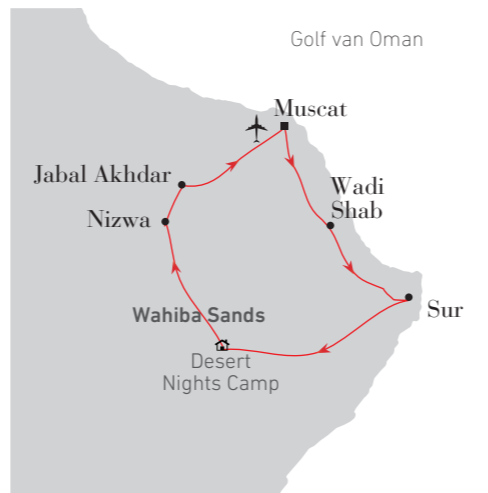 Golf van Oman
Muscat
Jabal Akhdar
Wadi
Shab
Nizwa
Sur
Wahiba Sands
Desert
Nights Camp